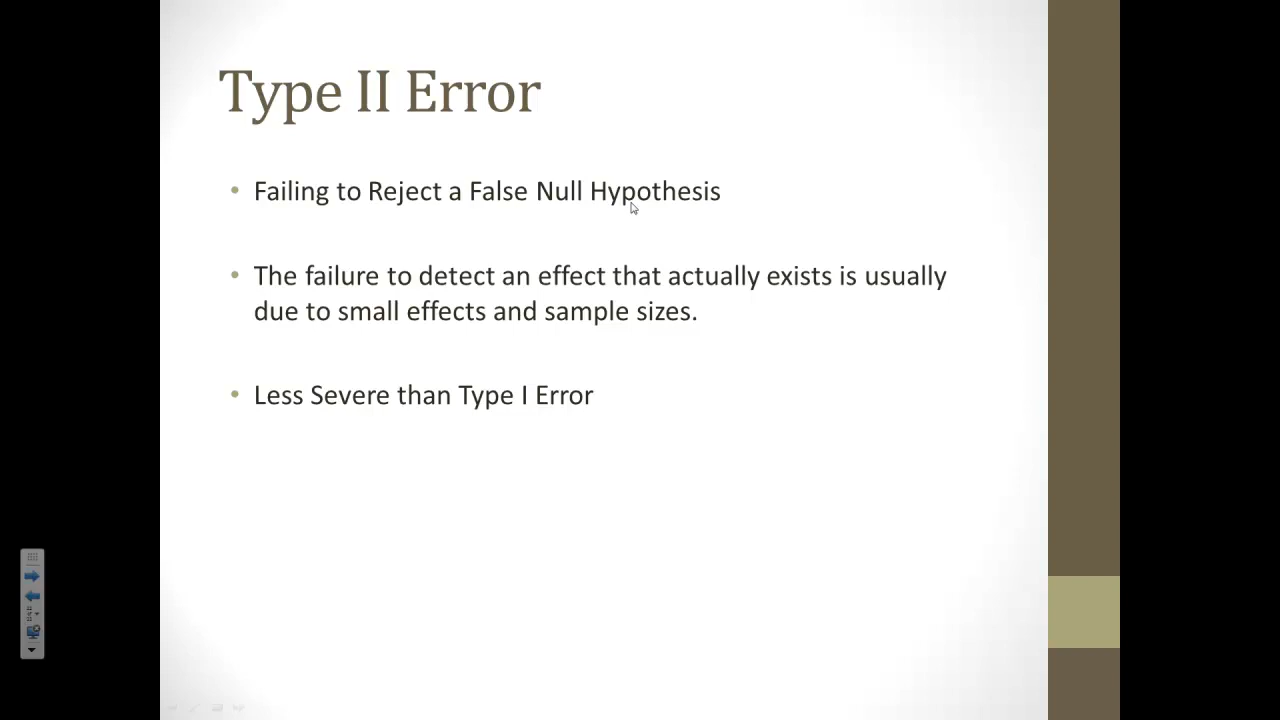 Type II Error
• Failing to Reject a False Null Hypothesis
• The failure to detect an effect that actually exists is usually
due to small effects and sample sizes.
• Less Severe than Type I Error